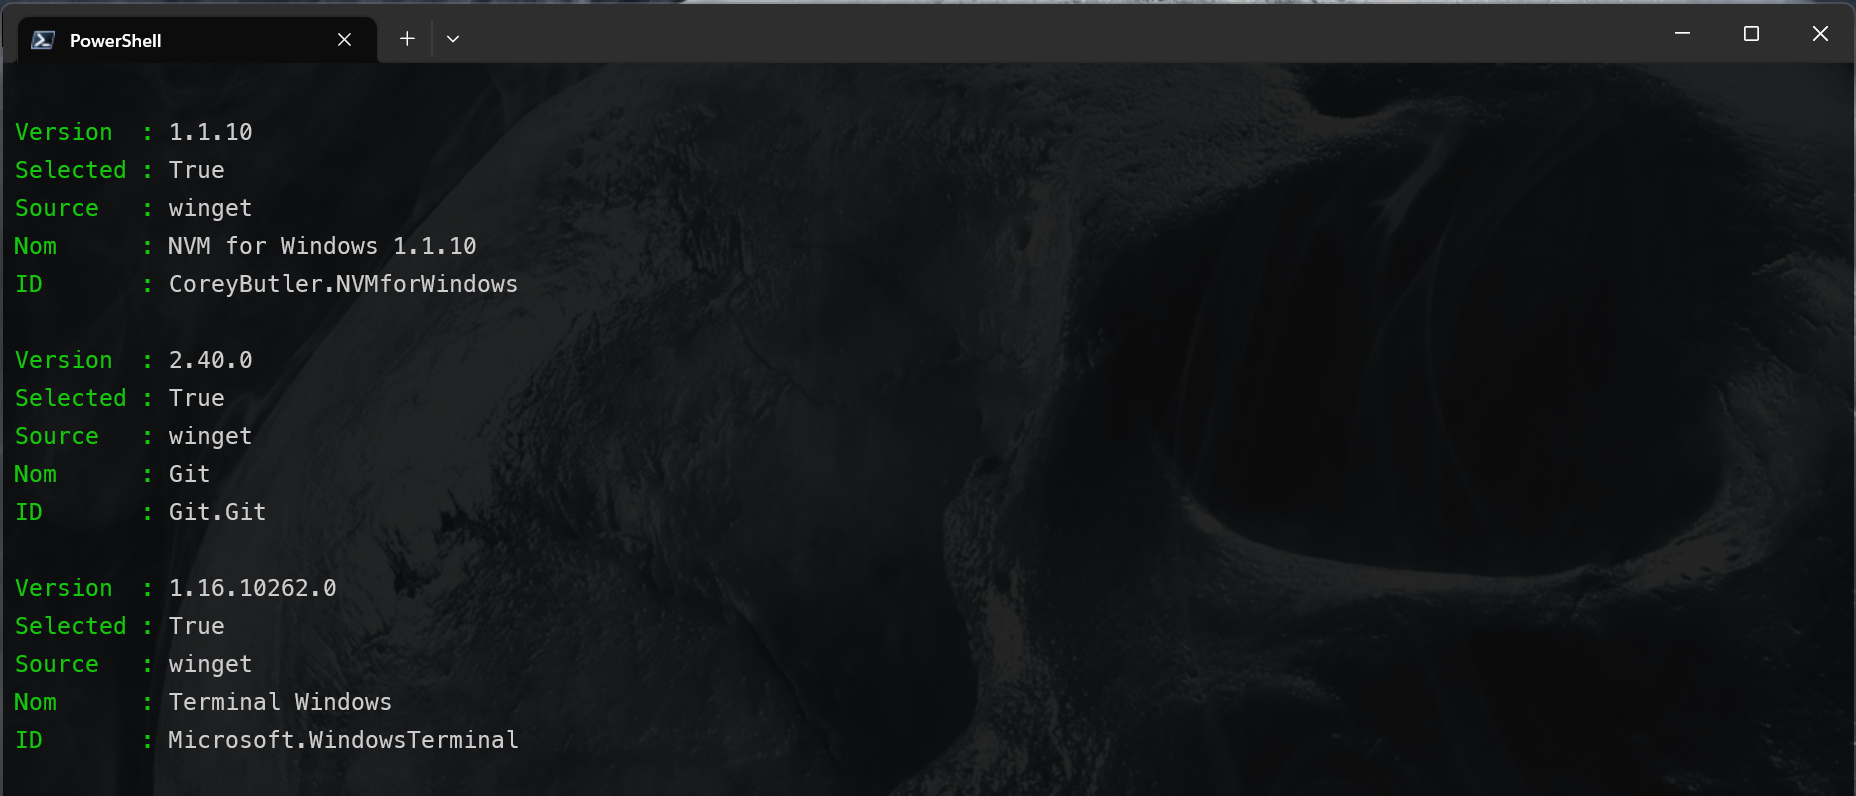 PowerShell
Version  : 1.1.10
Selected : True
Source   : winget
Nom      : NVM for Windows 1.1.10
ID       : CoreyButler.NVMforWindows
Version  : 2.40.0
Selected : True
Source   : winget
Nom      : Git
ID       : Git.Git
Version  : 1.16.10262.0
Selected : True
Source   : winget
Nom      : Terminal Windows
ID       : Microsoft.WindowsTerminal